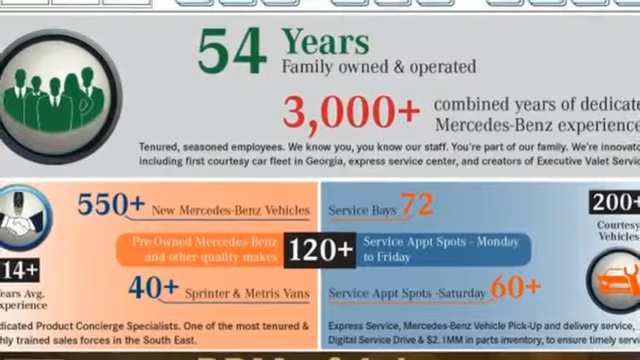 54 Years
Family owned & operated
3,000+ combined years of dedicate
Mercedes-Benz experience
Tenured, seasoned employees. We know you, you know our staff. You're part of our family. We're innovato
including first courtesy car fleet in Georgia, express service center, and creators of Executive Valet Servic
550+ New Mercedes-Benz Vehicles
Service Bays 72
200+
Courtesy
Vehicles
Pre-Owned Mercedes-Benz
and other quality makes
120+
Service Appt Spots - Monday
to Friday
14+
ears Avg.
xperience
40+ Sprinter & Metris Vans
Service Appt Spots -Saturday 60+
dicated Product Concierge Specialists. One of the most tenured &
hly trained sales forces in the South East.
Express Service, Mercedes-Benz Vehicle Pick-Up and delivery service,
Digital Service Drive & $2.1MM in parts inventory, to ensure timely serv